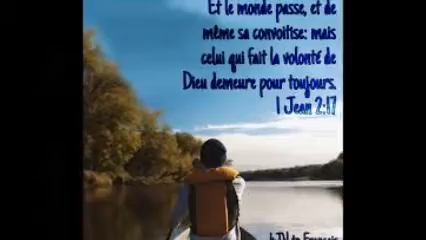 Et le monde passe, et de
même sa convoitise; mais
celui qui fait la volonté de
Dieu demeure pour toujours.
1 Jean 2:17